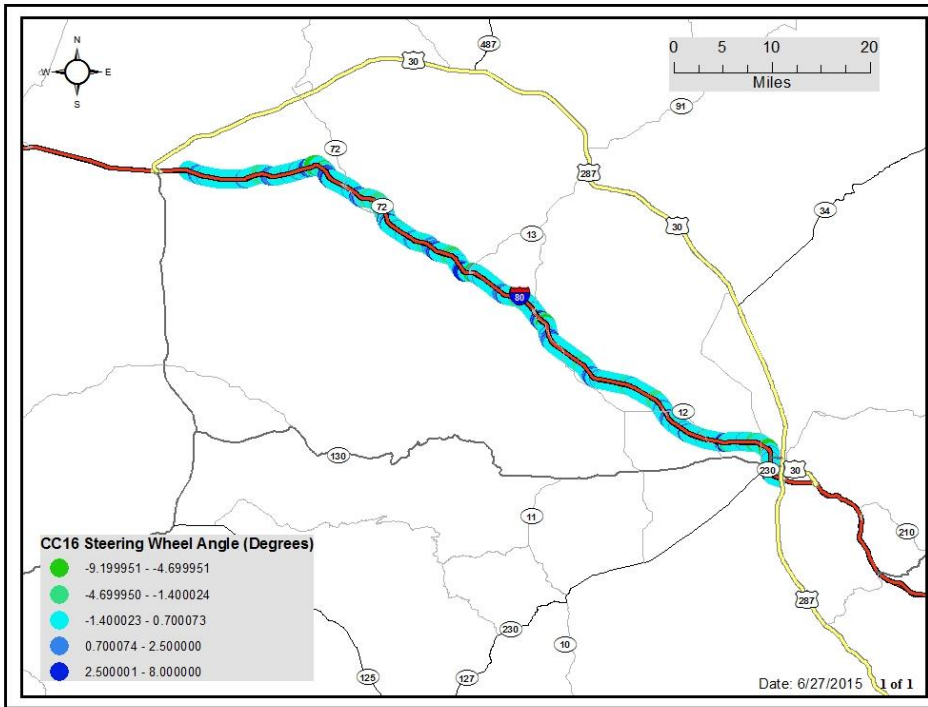 N
W E
S
0 5 10 20
Miles
487
30
91
72
287
72
34
13
30
80
12
130
230
30
11
210
CC16 Steering Wheel Angle (Degrees)
-9.199951 - -4.699951
-4.699950 - -1.400024
-1.400023 - 0.700073
0.700074 - 2.500000
2.500001 - 8.000000
287
230
10
125
127
Date: 6/27/2015 1 of 1